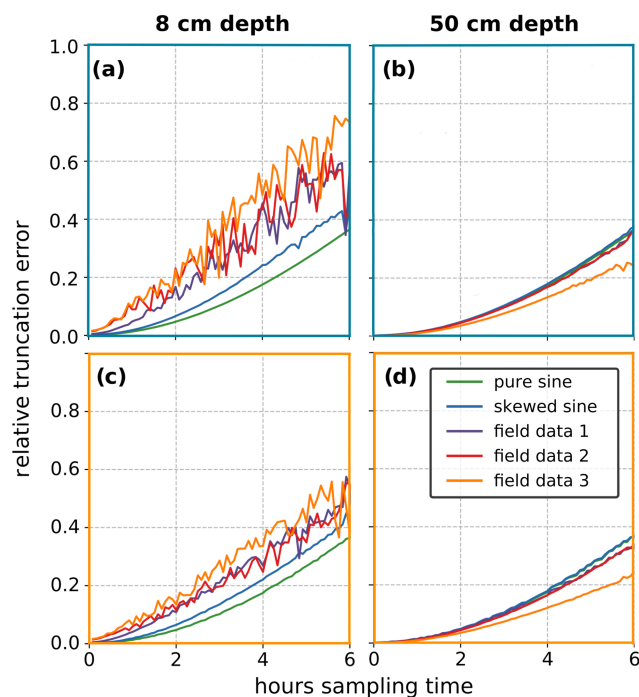 8 cm depth
50 cm depth
relative truncation error
1.0
0.8
0.6
0.4
0.2
0.0
(a)
(b)
0.8
0.6
0.4
0.2
0.0
(c)
(d)
pure sine
skewed sine
field data 1
field data 2
field data 3
0 2 4 6 0 2 4 6
hours sampling time